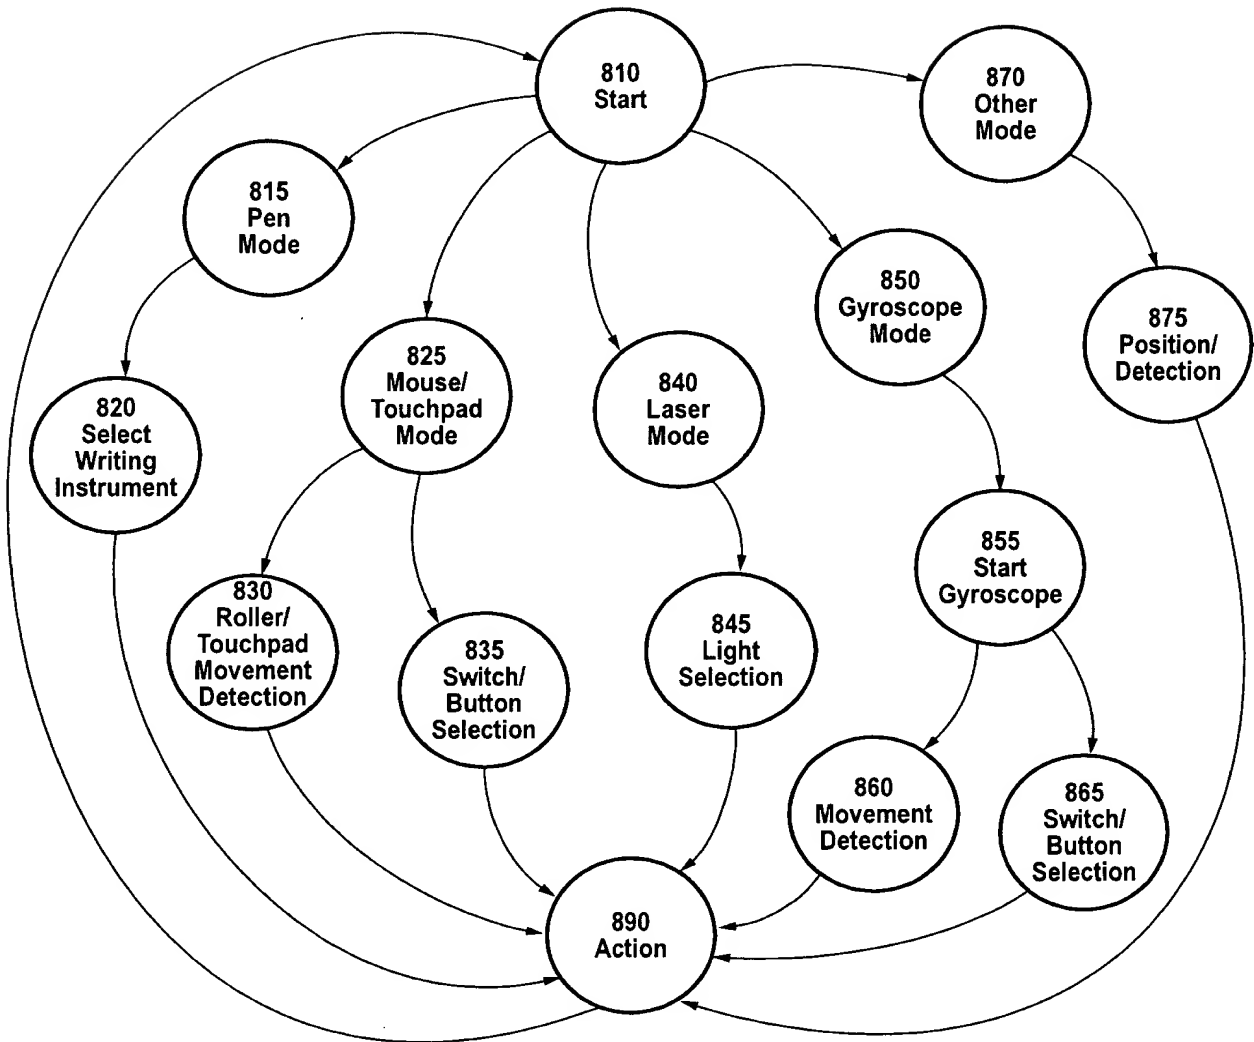 810
Start
870
Other
Mode
815
Pen
Mode
850
Gyroscope
Mode
875
Position/
Detection
825
Mouse/
Touchpad
Mode
840
Laser
Mode
820
Select
Writing
Instrument
855
Start
Gyroscope
830
Roller/
Touchpad
Movement
Detection
835
Switch/
Button
Selection
845
Light
Selection
860
Movement
Detection
865
Switch/
Button
Selection
890
Action